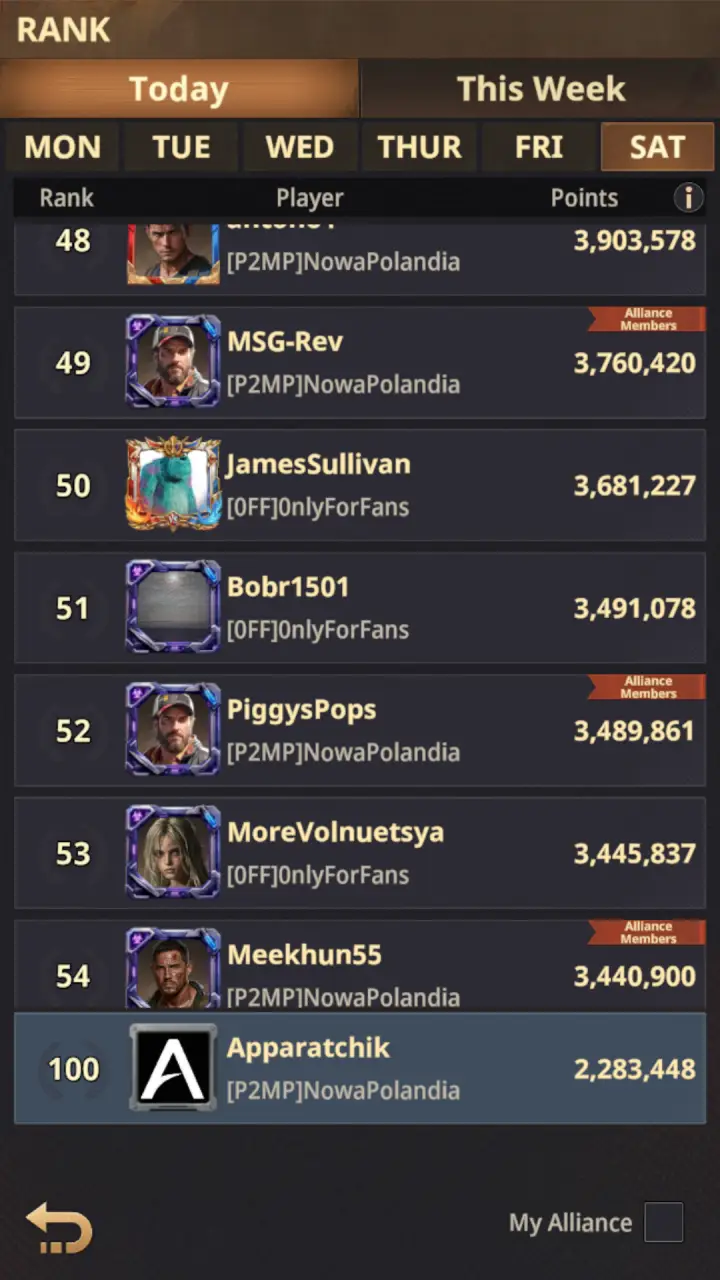 RANK
Today
This Week
MON TUE WED THUR FRI SAT
Rank Player Points i
48
3,903,578
[P2MP]NowaPolandia
Alliance
Members
49
MSG-Rev
3,760,420
[P2MP]NowaPolandia
50
JamesSullivan
3,681,227
[0FF]0nlyForFans
51
Bobr1501
3,491,078
[0FF]0nlyForFans
Alliance
Members
52
PiggysPops
3,489,861
[P2MP]NowaPolandia
53
MoreVolnuetsya
3,445,837
[0FF]0nlyForFans
Alliance
Members
54
Meekhun55
3,440,900
[P2MP]NowaPolandia
100
Apparatchik
2,283,448
[P2MP]NowaPolandia
My Alliance